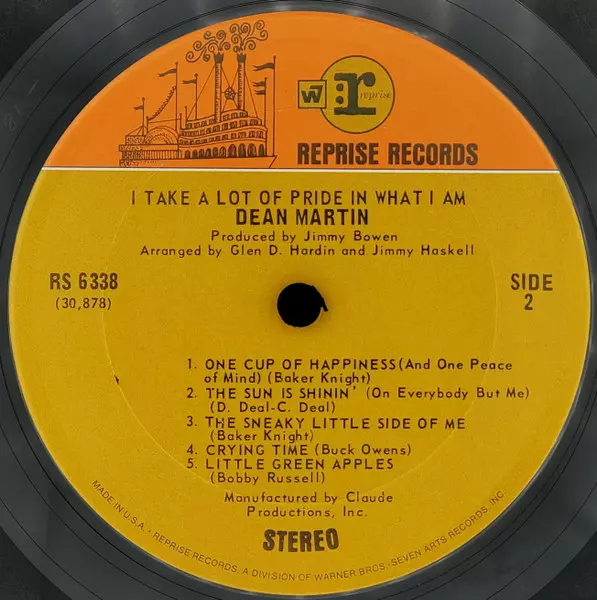 W7 r: reprise
REPRISE RECORDS
I TAKE A LOT OF PRIDE IN WHAT I AM
DEAN MARTIN
Produced by Jimmy Bowen
Arranged by Glen D. Hardin and Jimmy Haskell
RS 6338
(30,878)
SIDE
2
1. ONE CUP OF HAPPINESS (And One Peace
of Mind) (Baker Knight)
2. THE SUN IS SHININ' (On Everybody But Me)
(D. Deal-C. Deal)
3. THE SNEAKY LITTLE SIDE OF ME
(Baker Knight)
4. CRYING TIME (Buck Owens)
5. LITTLE GREEN APPLES
(Bobby Russell)
Manufactured by Claude
Productions, Inc.
STEREO
MADE IN U.S.A. - REPRISE RECORDS, A DIVISION OF WARNER BROS.-SEVEN ARTS RECORDS, INC.